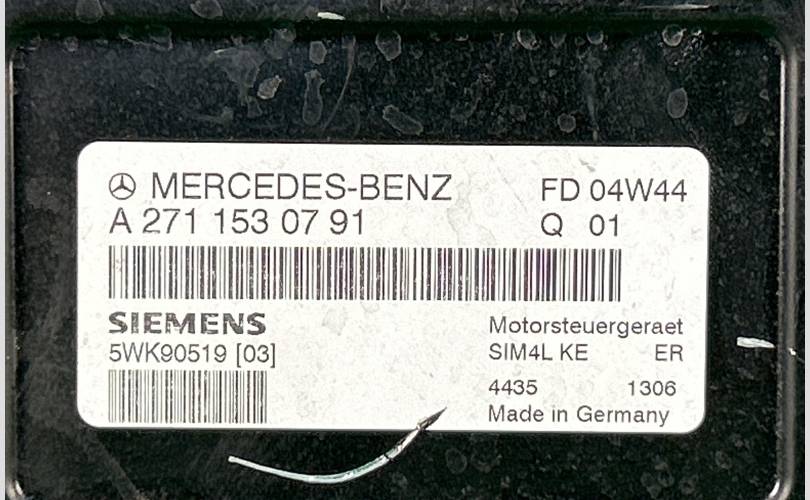 MERCEDES-BENZ FD 04W44
A 271 153 07 91 Q 01
SIEMENS Motorsteuergeraet
5WK90519 [03] SIM4L KE ER
4435 1306
Made in Germany